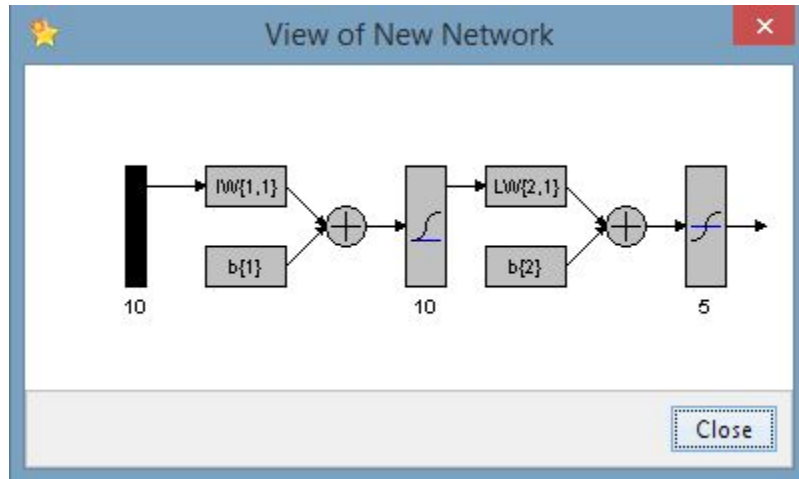 View of New Network
IW{1,1}
LW{2,1}
b{1}
b{2}
10
10
5
Close